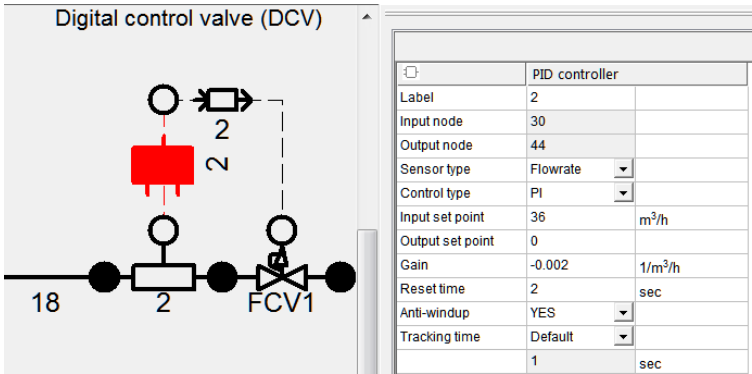 Digital control valve (DCV)
2
2
18
2
FCV1
PID controller
Label 2
Input node 30
Output node 44
Sensor type Flowrate
Control type PI
Input set point 36 m³/h
Output set point 0
Gain -0.002 1/m³/h
Reset time 2 sec
Anti-windup YES
Tracking time Default
1 sec